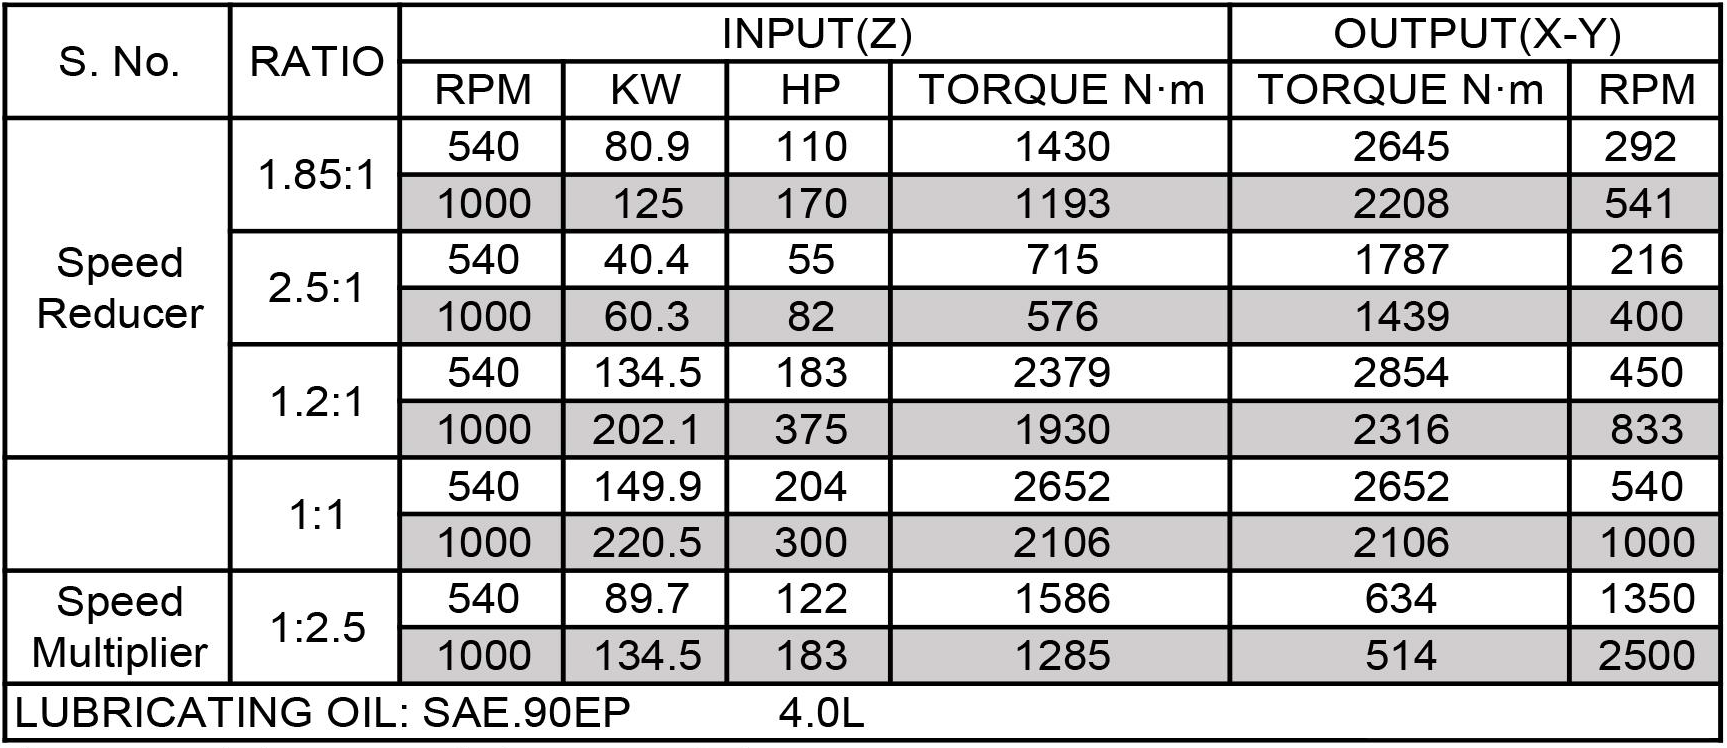 S. No. RATIO INPUT(Z) OUTPUT(X-Y)
RPM KW HP TORQUE N·m TORQUE N·m RPM
Speed
Reducer
1.85:1
540 80.9 110 1430 2645 292
1000 125 170 1193 2208 541
2.5:1
540 40.4 55 715 1787 216
1000 60.3 82 576 1439 400
1.2:1
540 134.5 183 2379 2854 450
1000 202.1 375 1930 2316 833
1:1
540 149.9 204 2652 2652 540
1000 220.5 300 2106 2106 1000
Speed
Multiplier
1:2.5
540 89.7 122 1586 634 1350
1000 134.5 183 1285 514 2500
LUBRICATING OIL: SAE.90EP 4.0L